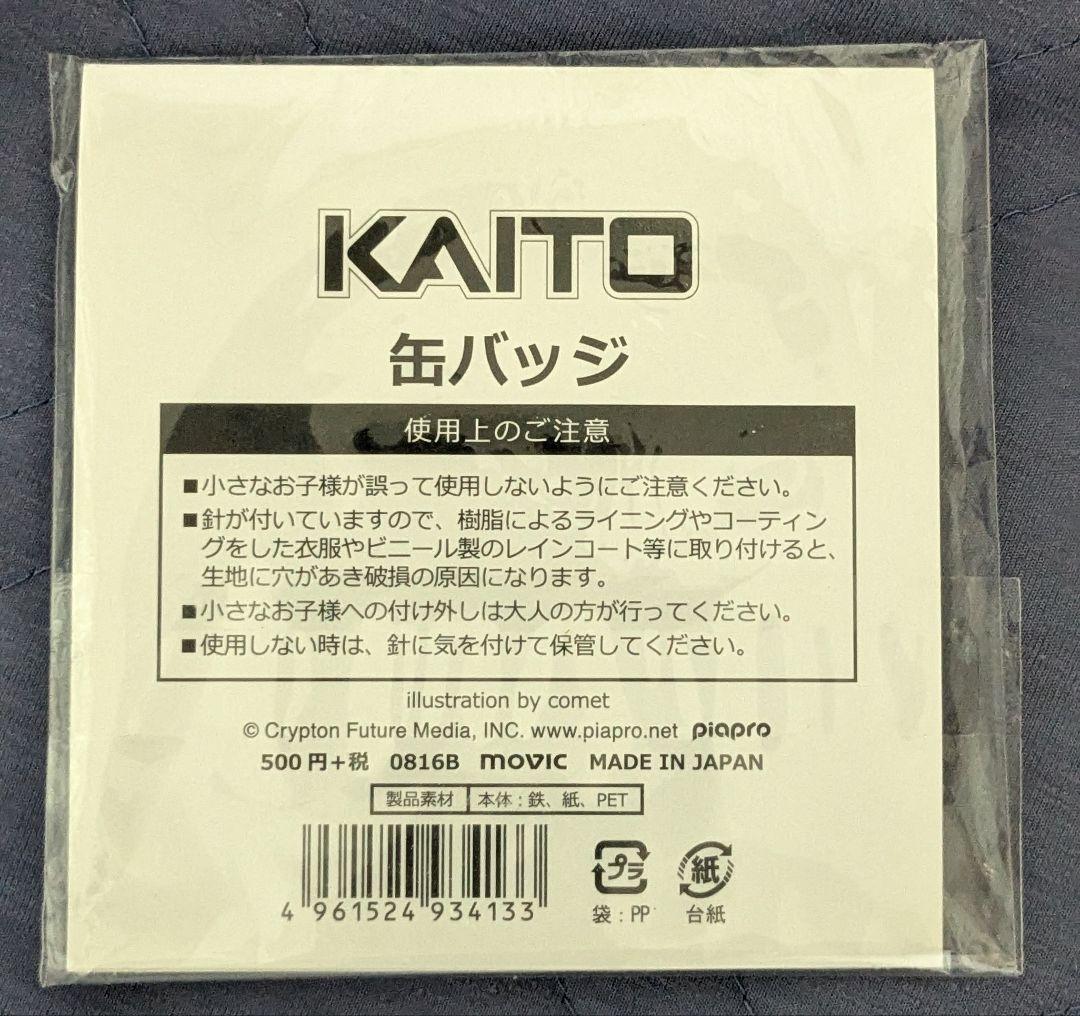 KAITO
缶バッジ
使用上のご注意
■小さなお子様が誤って使用しないようにご注意ください。
■針が付いていますので、樹脂によるライニングやコーティン
グをした衣服やビニール製のレインコート等に取り付けると、
生地に穴があき破損の原因になります。
■小さなお子様への付け外しは大人の方が行ってください。
■使用しない時は、針に気を付けて保管してください。
illustration by comet
© Crypton Future Media, INC. www.piapro.net piapro
500円+税 0816B movic MADE IN JAPAN
製品素材 本体:鉄、紙、PET
4 961524 934133
プラ 紙
袋:PP 台紙